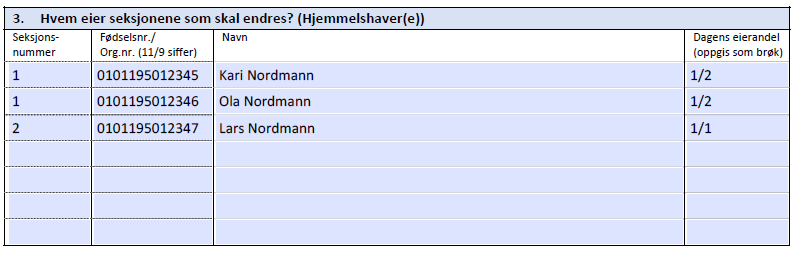 3. Hvem eier seksjonene som skal endres? (Hjemmelshaver(e))
Seksjons-
nummer
Fødselsnr./
Org.nr. (11/9 siffer)
Navn
Dagens eierandel
(oppgis som brøk)
1 0101195012345 Kari Nordmann 1/2
1 0101195012346 Ola Nordmann 1/2
2 0101195012347 Lars Nordmann 1/1